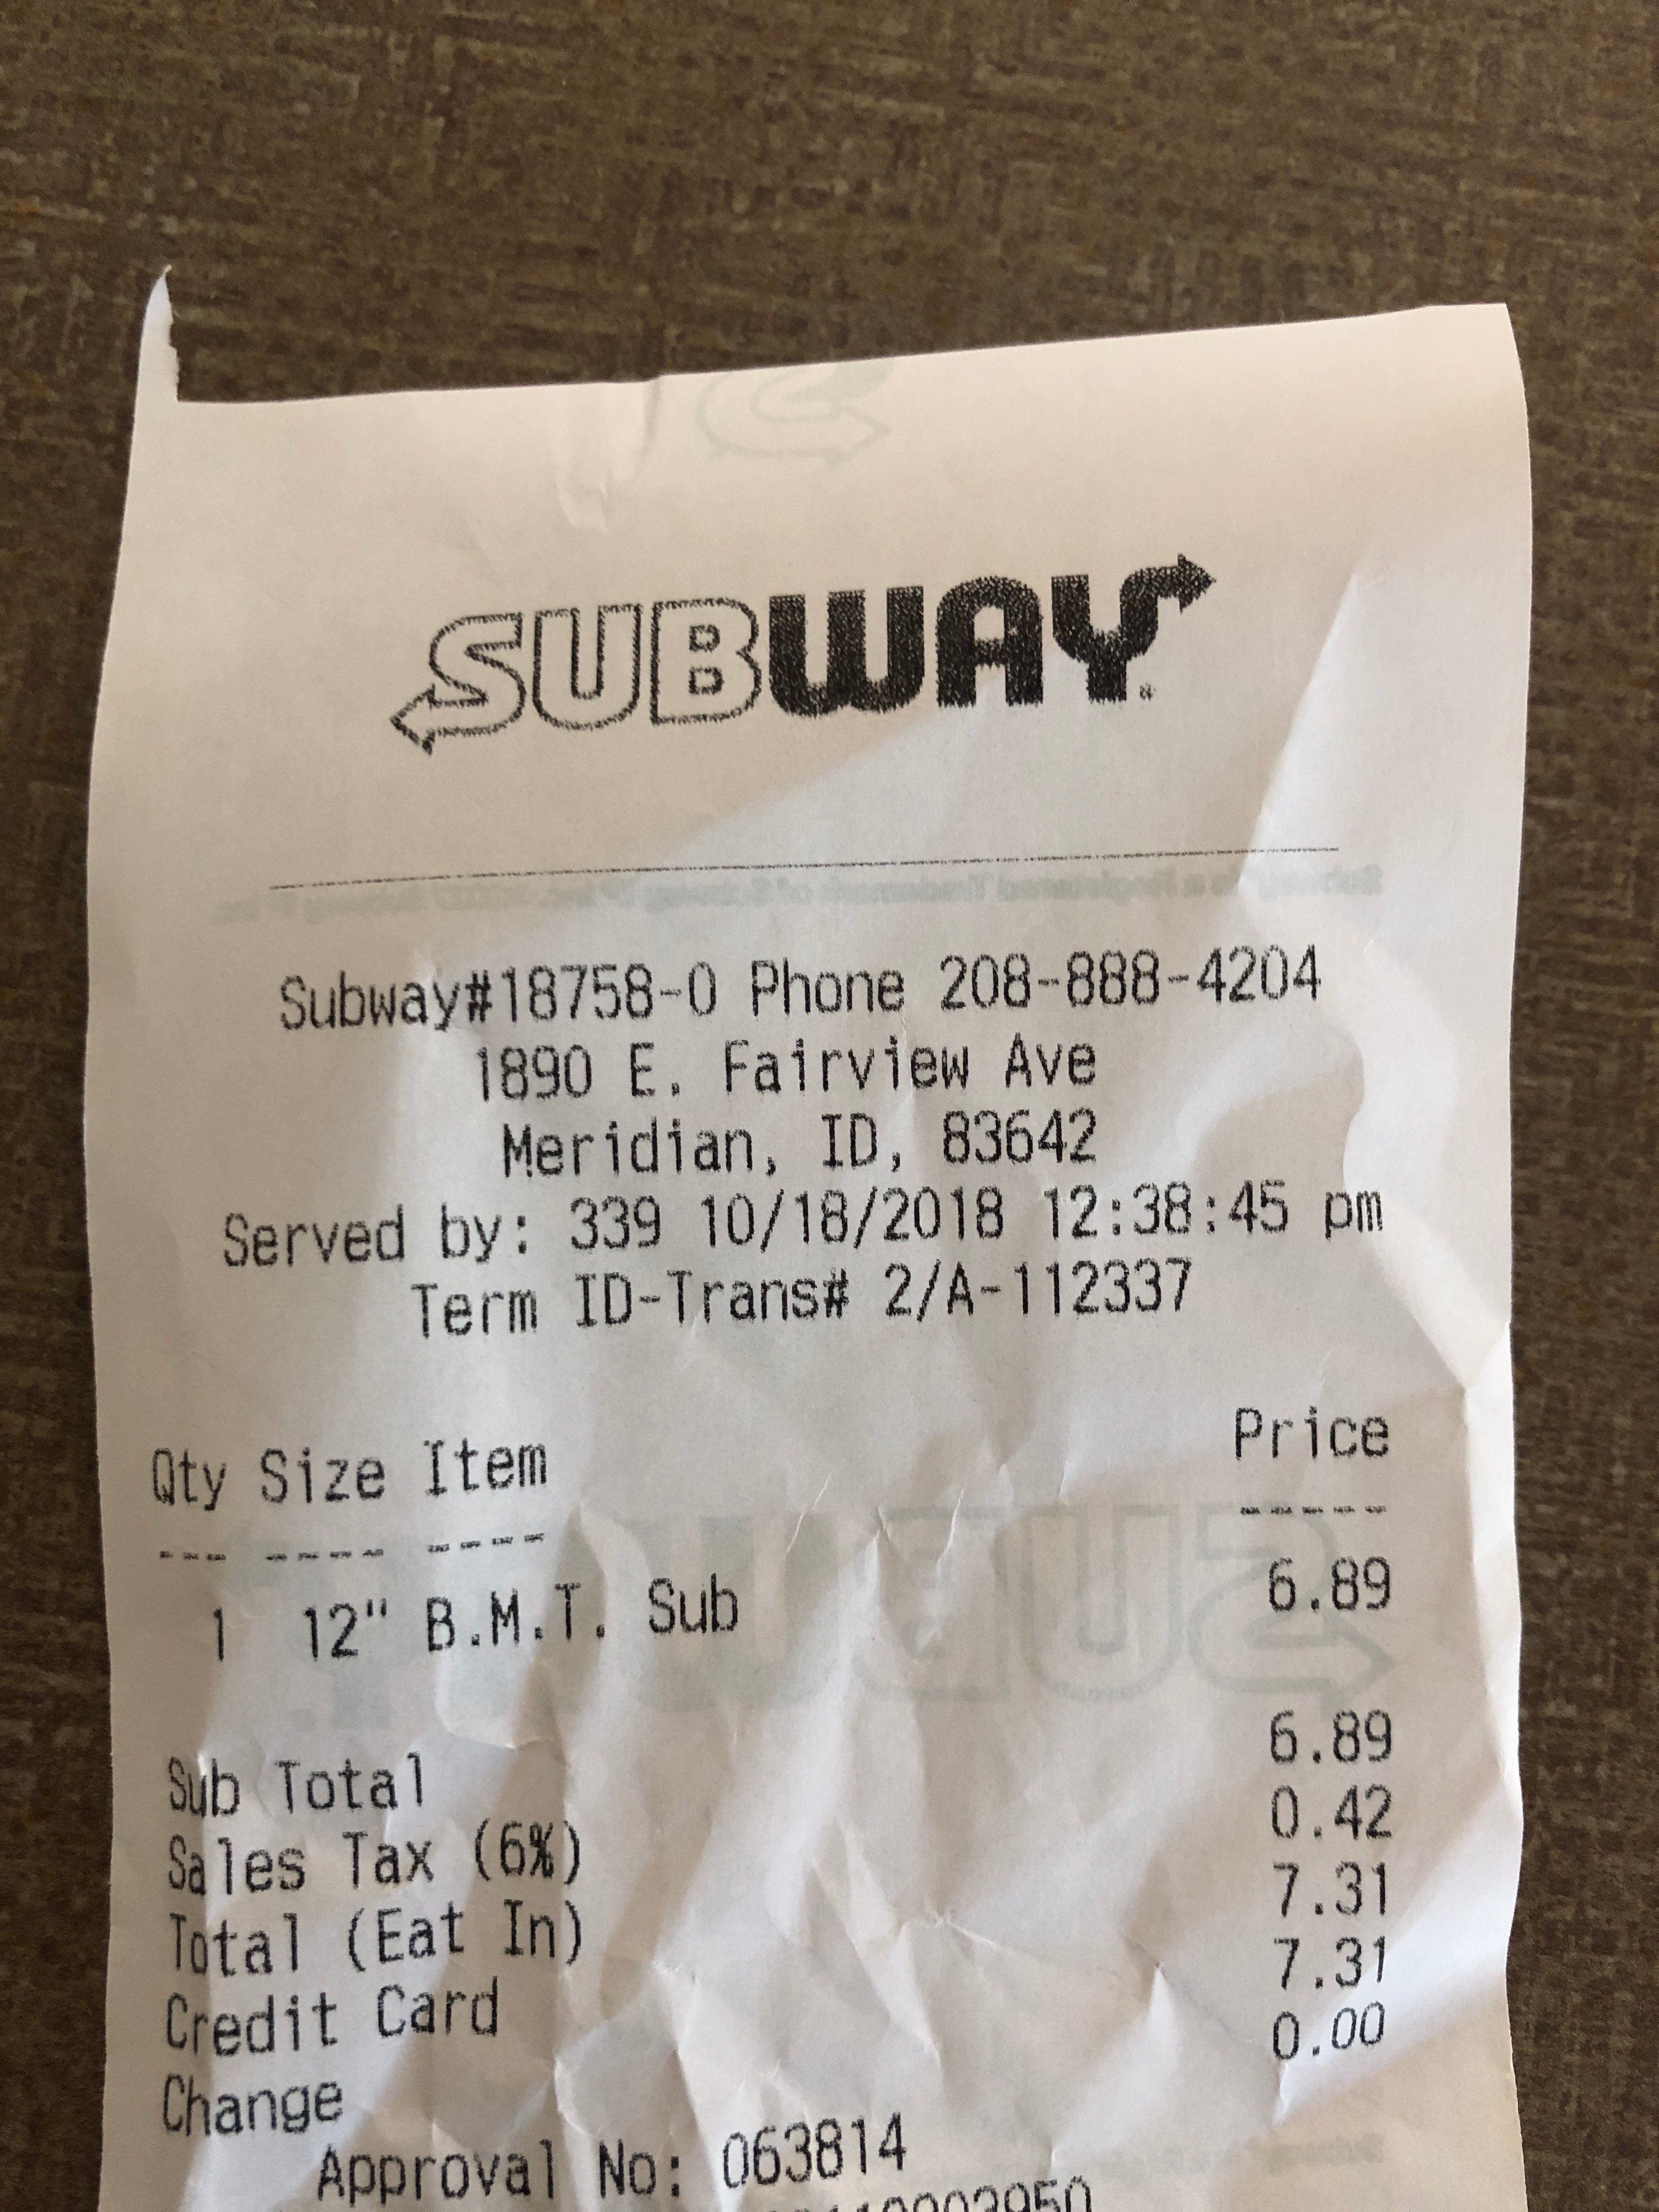 SUBWAY
Subway#18758-0 Phone 208-888-4204
1890 E. Fairview Ave
Meridian, ID, 83642
Served by: 339 10/18/2018 12:38:45 pm
Term ID-Trans# 2/A-112337
Qty Size Item Price
--- ---- ---- -----
1 12" B.M.T. Sub 6.89
Sub Total 6.89
Sales Tax (6%) 0.42
Total (Eat In) 7.31
Credit Card 7.31
Change 0.00
Approval No: 063814